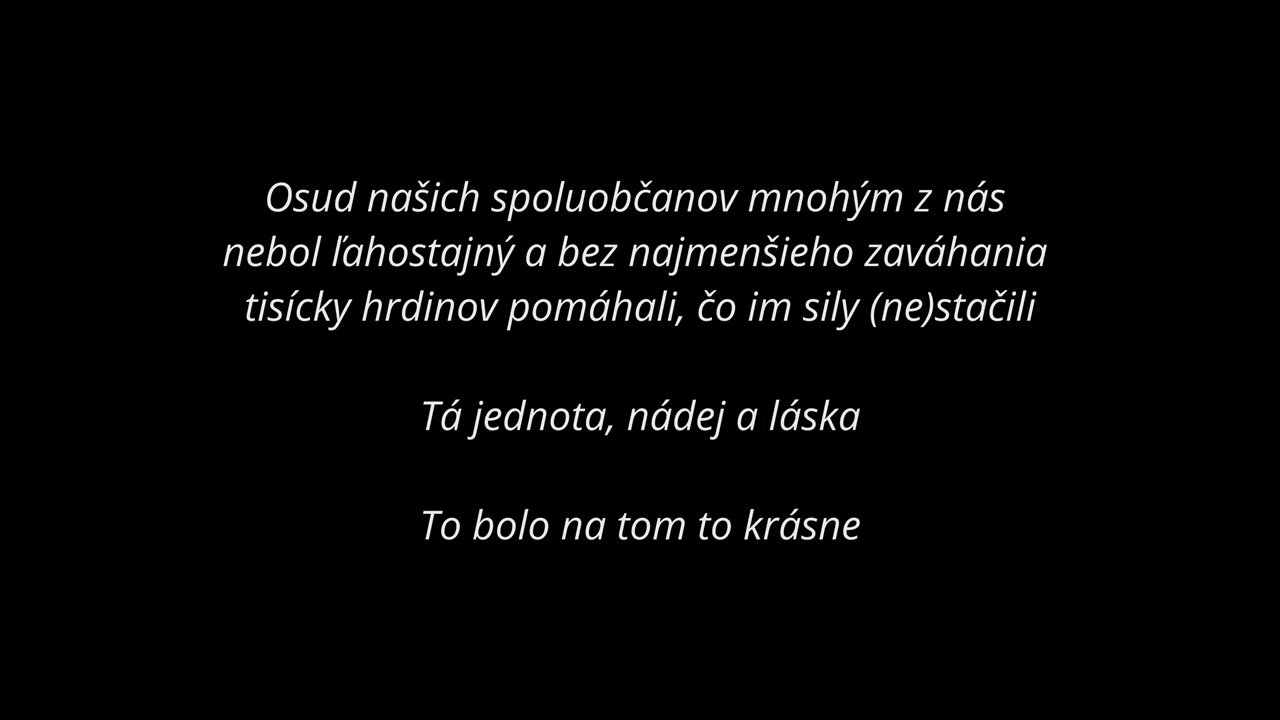 Osud našich spoluobčanov mnohým z nás
nebol ľahostajný a bez najmenšieho zaváhania
tisícky hrdinov pomáhali, čo im sily (ne)stačili
Tá jednota, nádej a láska
To bolo na tom to krásne